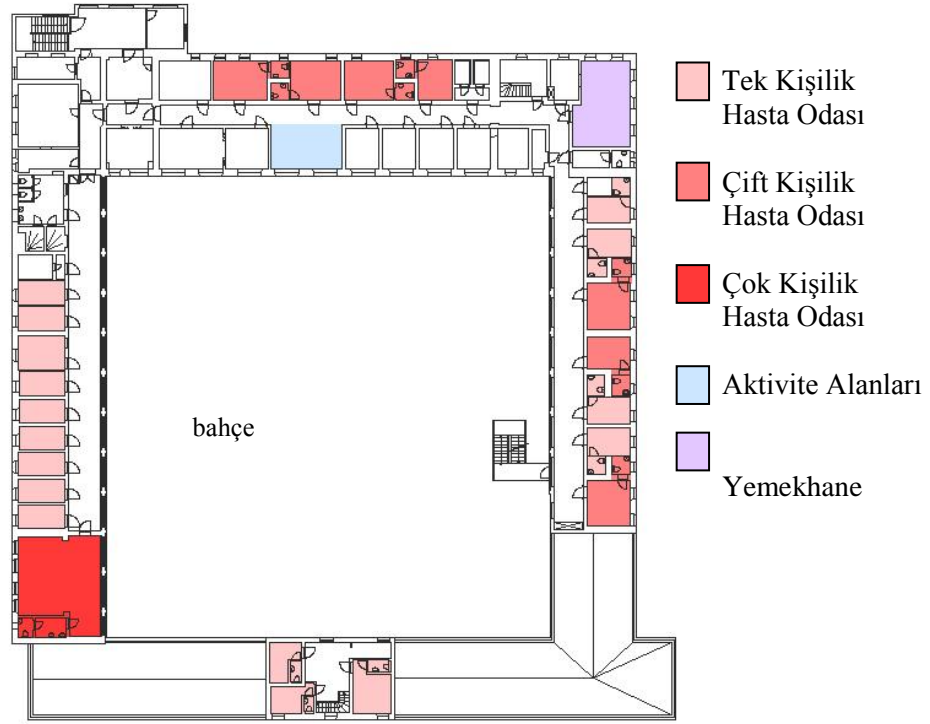 Tek Kişilik
Hasta Odası
Çift Kişilik
Hasta Odası
Çok Kişilik
Hasta Odası
Aktivite Alanları
bahçe
Yemekhane